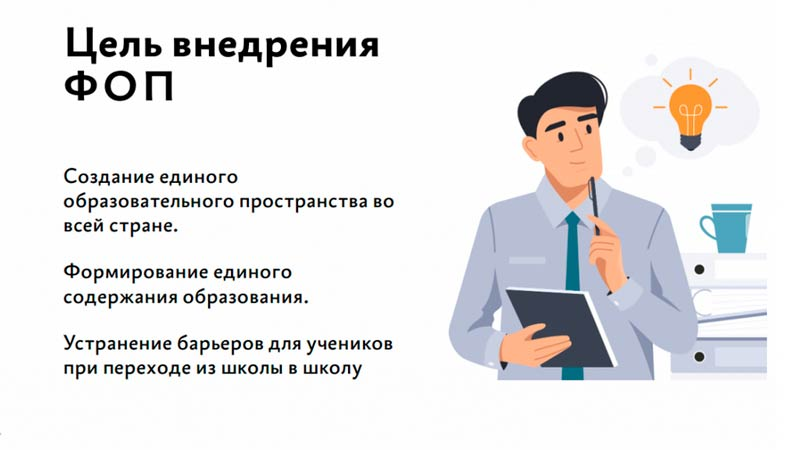 Цель внедрения
ФОП
Создание единого
образовательного пространства во
всей стране.
Формирование единого
содержания образования.
Устранение барьеров для учеников
при переходе из школы в школу